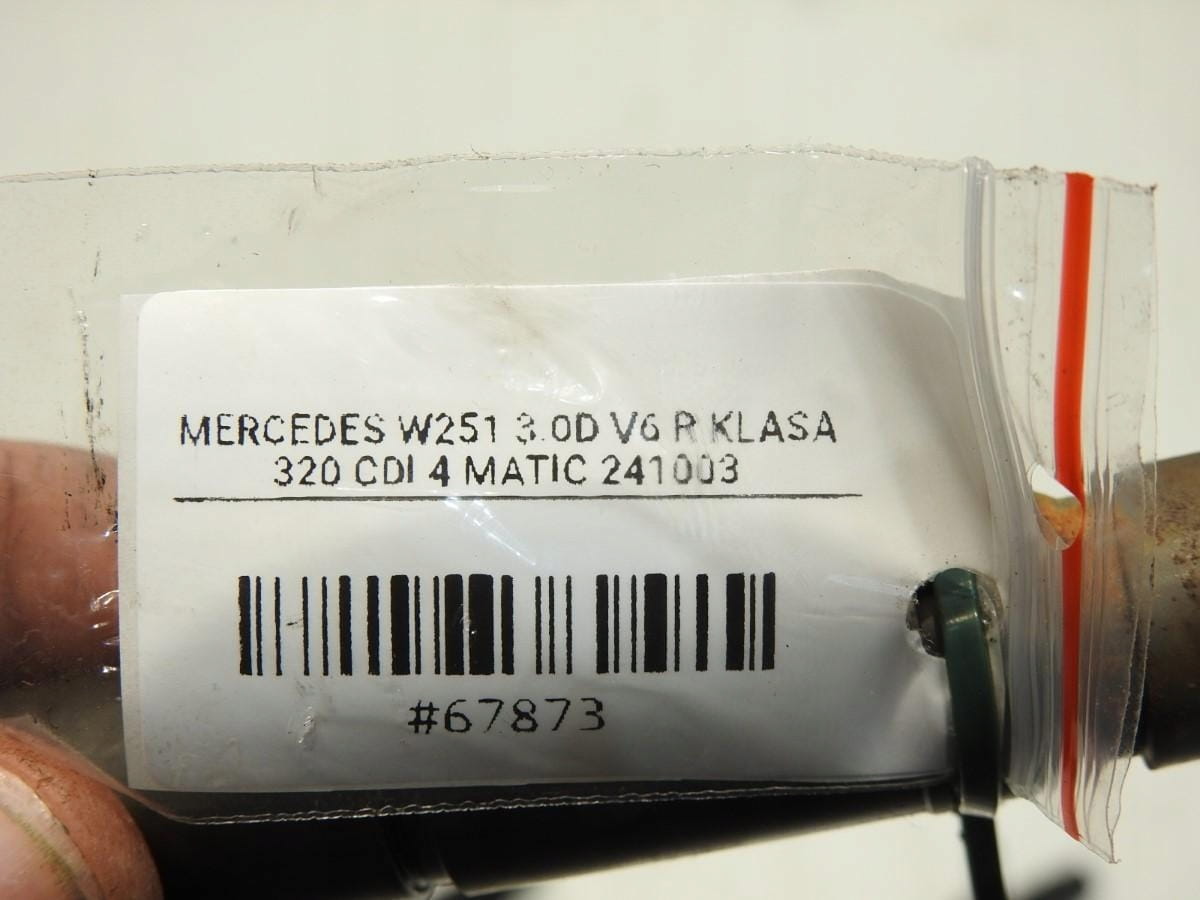 MERCEDES W251 3.0D V6 R KLASA
320 CDI 4 MATIC 241003
#67873